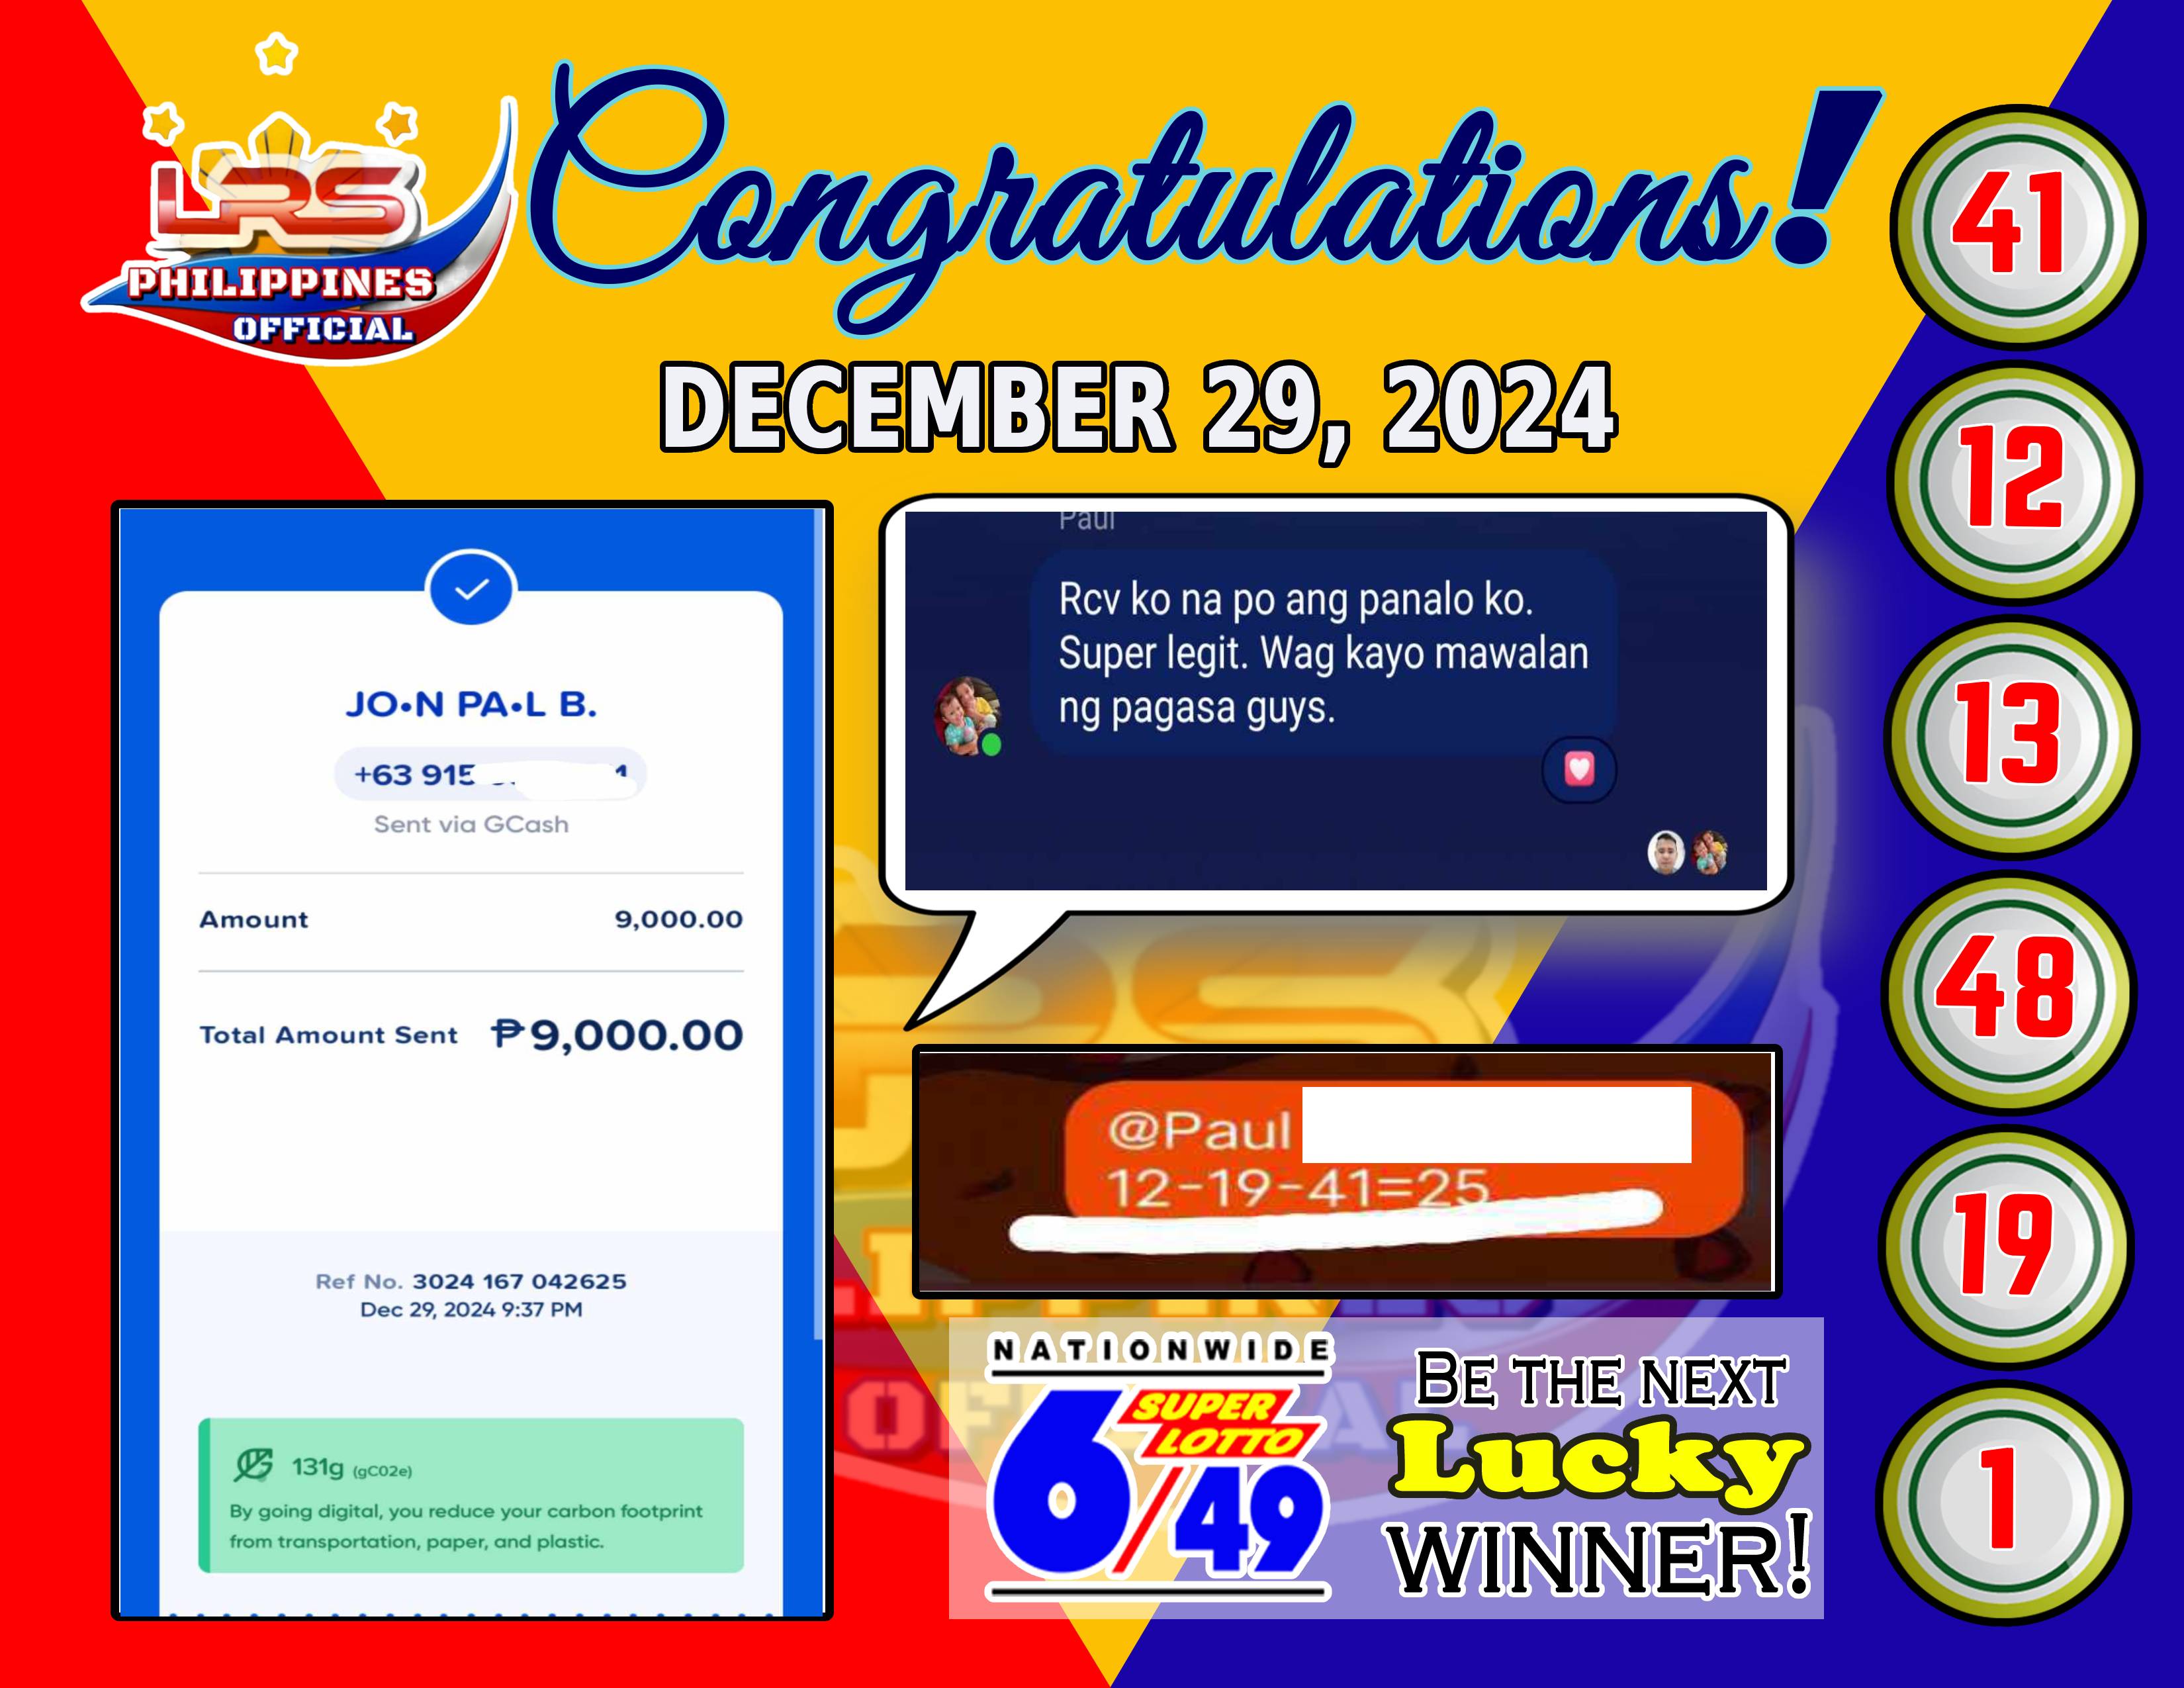 LRS
PHILIPPINES
OFFICIAL
Congratulations!
DECEMBER 29, 2024
JO•N PA•L B.
+63 915 1
Sent via GCash
Amount 9,000.00
Total Amount Sent ₱9,000.00
Ref No. 3024 167 042625
Dec 29, 2024 9:37 PM
131g (gC02e)
By going digital, you reduce your carbon footprint
from transportation, paper, and plastic.
Paul
Rcv ko na po ang panalo ko.
Super legit. Wag kayo mawalan
ng pagasa guys.
@Paul
12-19-41=25
NATIONWIDE
SUPER
LOTTO
6/49
BE THE NEXT
Lucky
WINNER!
41
12
13
48
19
1